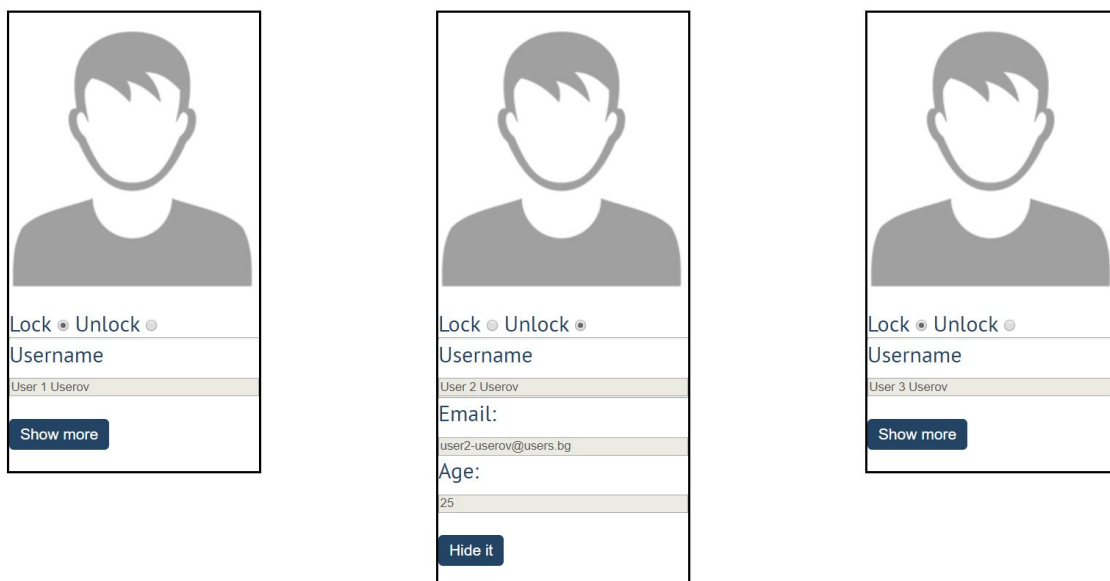 Lock Unlock
Username
User 1 Userov
Show more
Lock Unlock
Username
User 2 Userov
Email:
user2-userov@users.bg
Age:
25
Hide it
Lock Unlock
Username
User 3 Userov
Show more